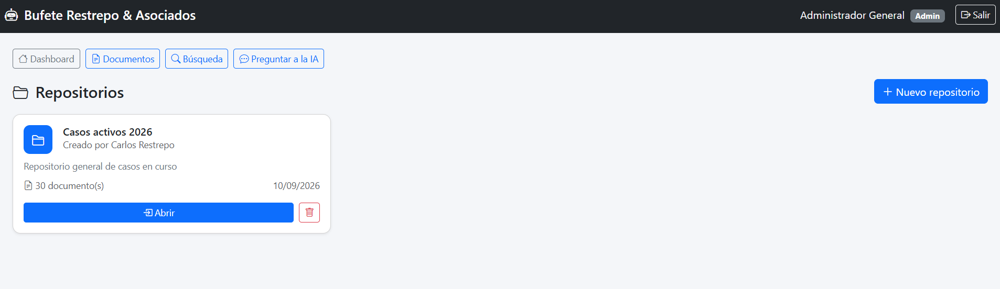 Bufete Restrepo & Asociados
Administrador General Admin Salir
Dashboard Documentos Búsqueda Preguntar a la IA
Repositorios
+ Nuevo repositorio
Casos activos 2026
Creado por Carlos Restrepo
Repositorio general de casos en curso
30 documento(s) 10/09/2026
Abrir